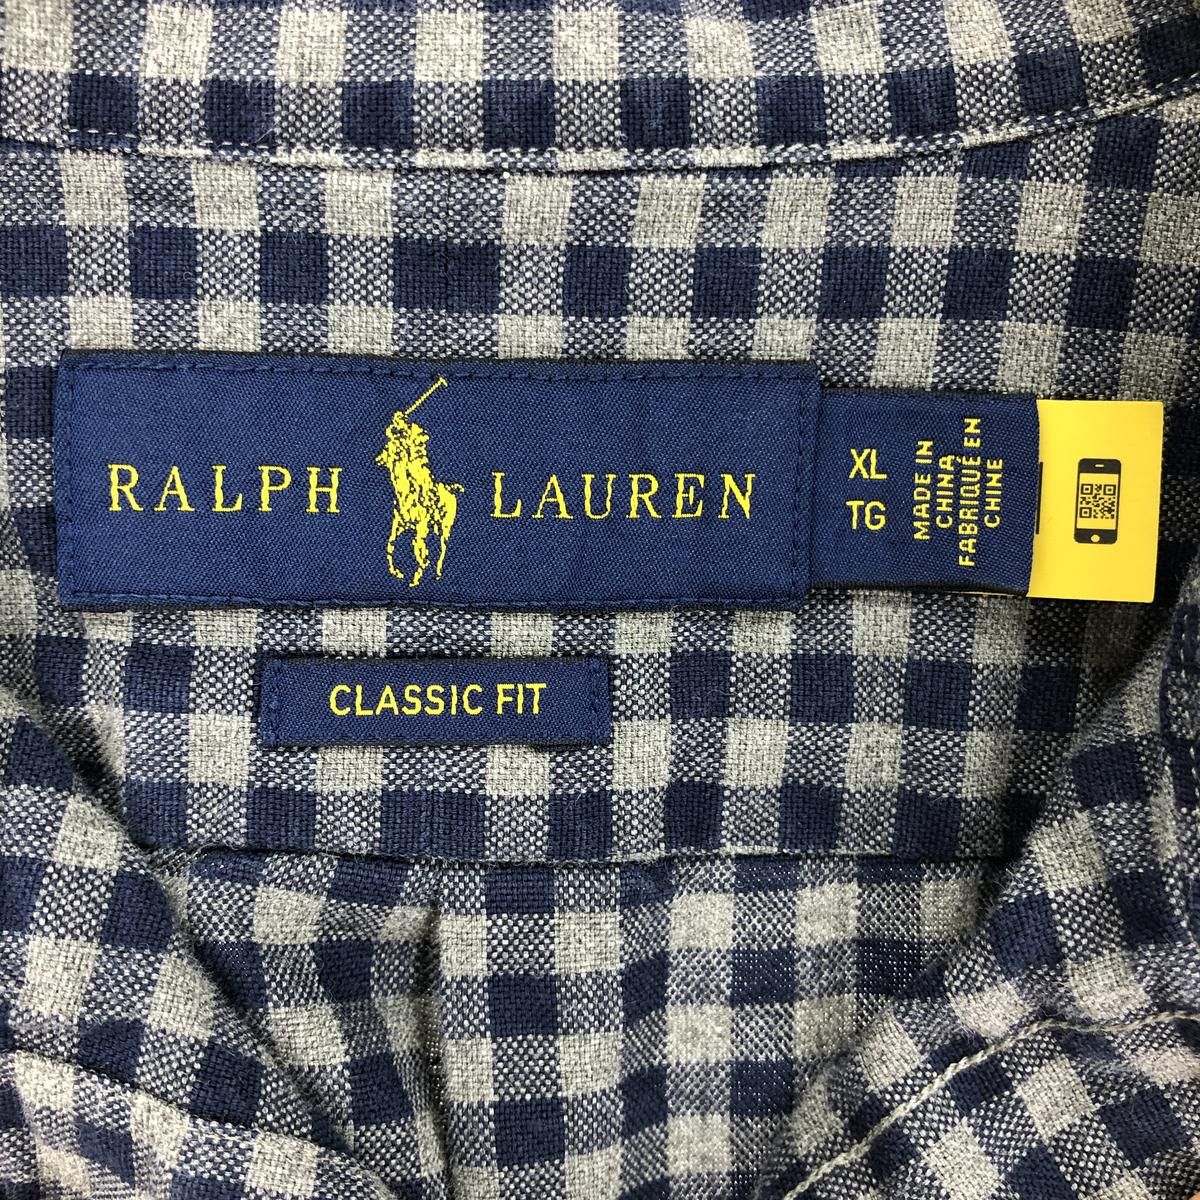 RALPH LAUREN
XL
TG
MADE IN
CHINA
FABRIQUÉ EN
CHINE
CLASSIC FIT